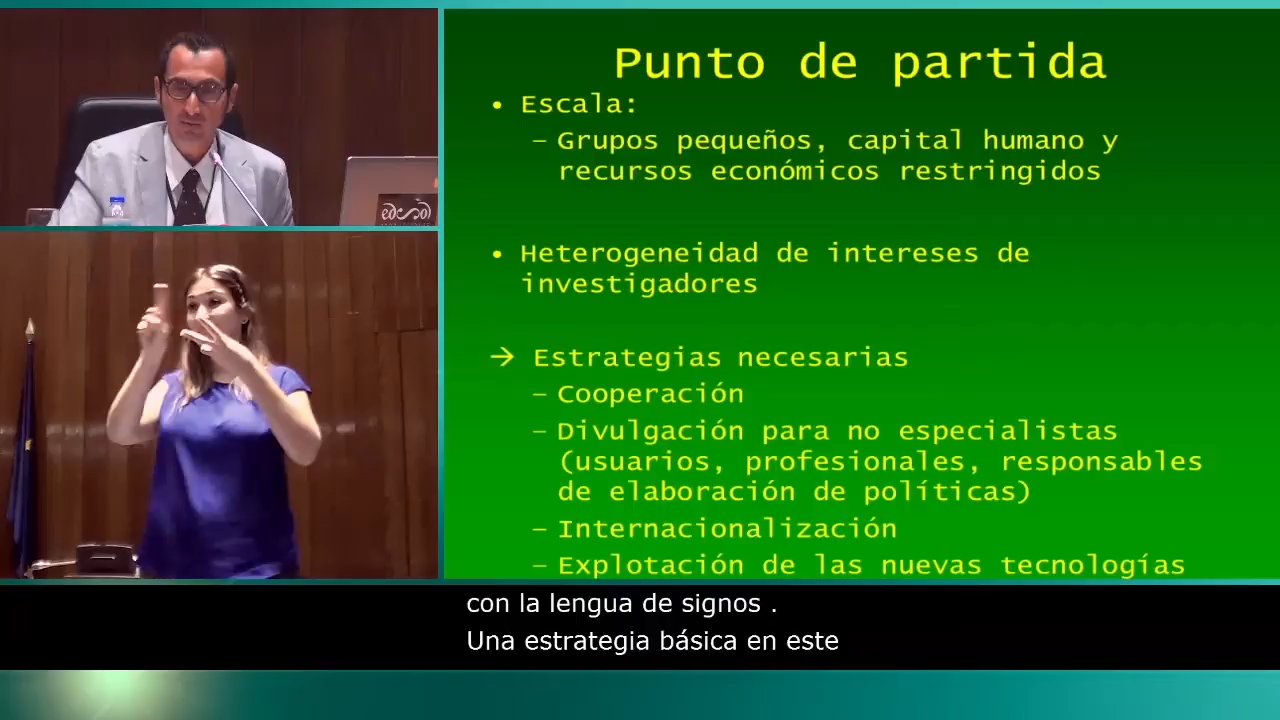 Punto de partida
• Escala:
– Grupos pequeños, capital humano y
recursos económicos restringidos
• Heterogeneidad de intereses de
investigadores
→ Estrategias necesarias
– Cooperación
– Divulgación para no especialistas
(usuarios, profesionales, responsables
de elaboración de políticas)
– Internacionalización
– Explotación de las nuevas tecnologías
con la lengua de signos .
Una estrategia básica en este